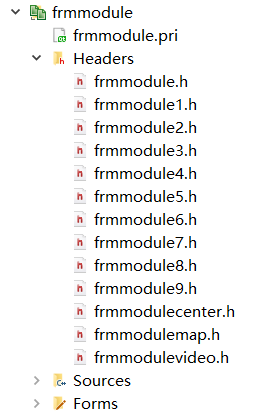 frmmodule
frmmodule.pri
Headers
frmmodule.h
frmmodule1.h
frmmodule2.h
frmmodule3.h
frmmodule4.h
frmmodule5.h
frmmodule6.h
frmmodule7.h
frmmodule8.h
frmmodule9.h
frmmodulecenter.h
frmmodulemap.h
frmmodulevideo.h
Sources
Forms